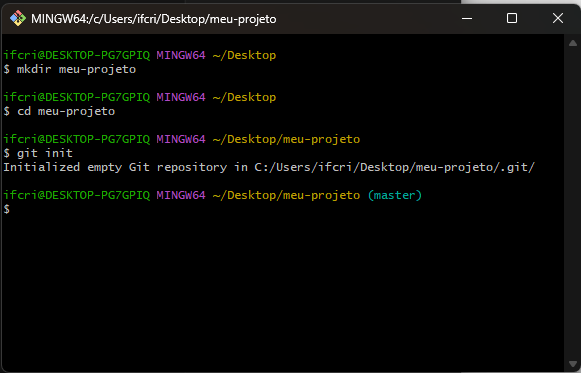 MINGW64:/c/Users/ifcri/Desktop/meu-projeto
ifcri@DESKTOP-PG7GPIQ MINGW64 ~/Desktop
$ mkdir meu-projeto
ifcri@DESKTOP-PG7GPIQ MINGW64 ~/Desktop
$ cd meu-projeto
ifcri@DESKTOP-PG7GPIQ MINGW64 ~/Desktop/meu-projeto
$ git init
Initialized empty Git repository in C:/Users/ifcri/Desktop/meu-projeto/.git/
ifcri@DESKTOP-PG7GPIQ MINGW64 ~/Desktop/meu-projeto (master)
$